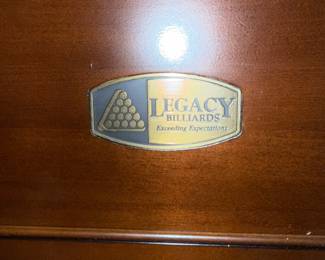 LEGACY
BILLIARDS
Exceeding Expectations